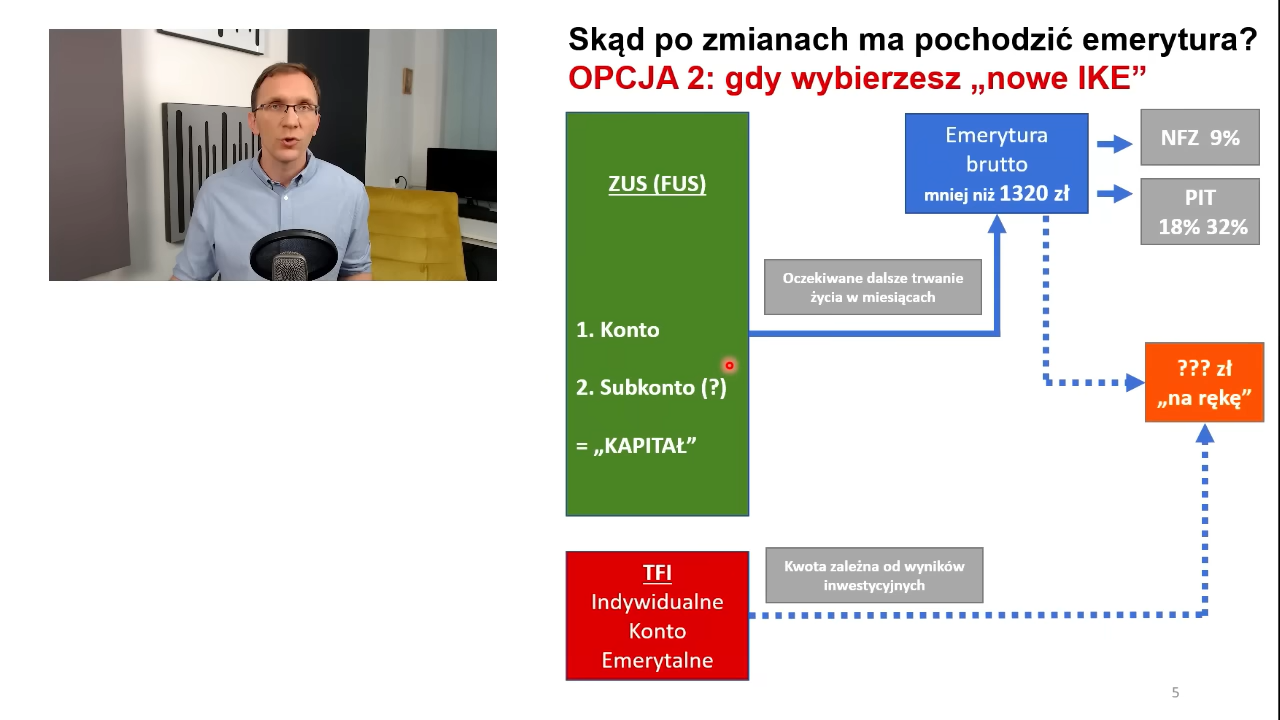 Skąd po zmianach ma pochodzić emerytura?
OPCJA 2: gdy wybierzesz „nowe IKE”
ZUS (FUS)
1. Konto
2. Subkonto (?)
= „KAPITAŁ”
Oczekiwane dalsze trwanie
życia w miesiącach
Emerytura
brutto
mniej niż 1320 zł
NFZ 9%
PIT
18% 32%
??? zł
„na rękę”
TFI
Indywidualne
Konto
Emerytalne
Kwota zależna od wyników
inwestycyjnych
5